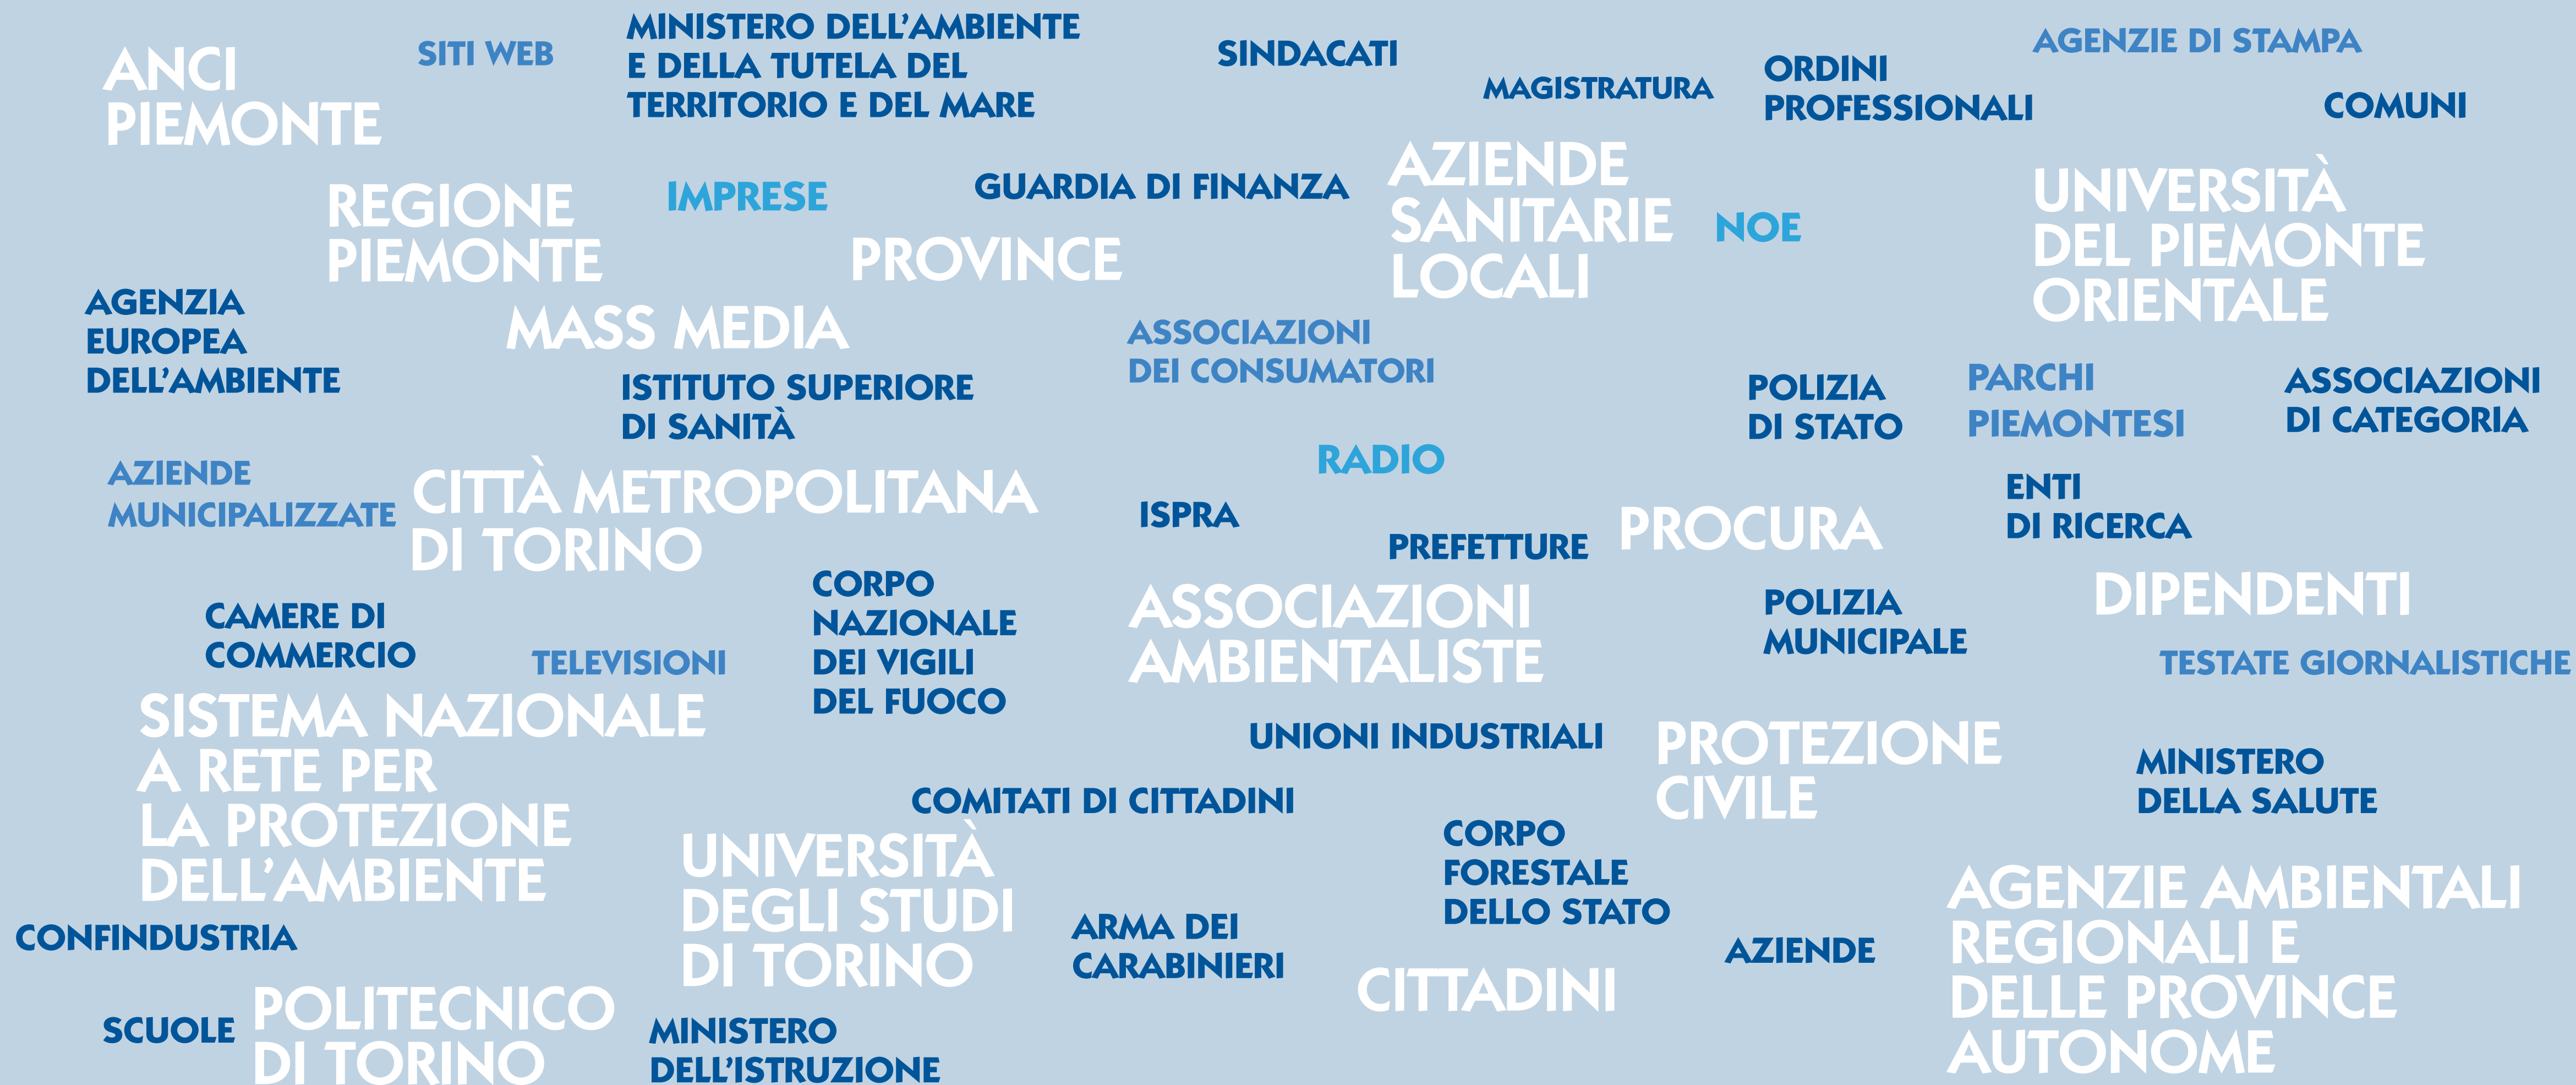 ANCI
PIEMONTE
SITI WEB
MINISTERO DELL'AMBIENTE
E DELLA TUTELA DEL
TERRITORIO E DEL MARE
SINDACATI
MAGISTRATURA
ORDINI
PROFESSIONALI
AGENZIE DI STAMPA
COMUNI
REGIONE
PIEMONTE
IMPRESE
GUARDIA DI FINANZA
PROVINCE
AZIENDE
SANITARIE
LOCALI
NOE
UNIVERSITÀ
DEL PIEMONTE
ORIENTALE
AGENZIA
EUROPEA
DELL'AMBIENTE
MASS MEDIA
ASSOCIAZIONI
DEI CONSUMATORI
ISTITUTO SUPERIORE
DI SANITÀ
POLIZIA
DI STATO
PARCHI
PIEMONTESI
ASSOCIAZIONI
DI CATEGORIA
AZIENDE
MUNICIPALIZZATE
CITTÀ METROPOLITANA
DI TORINO
RADIO
ISPRA
PREFETTURE
PROCURA
ENTI
DI RICERCA
CAMERE DI
COMMERCIO
TELEVISIONI
CORPO
NAZIONALE
DEI VIGILI
DEL FUOCO
ASSOCIAZIONI
AMBIENTALISTE
POLIZIA
MUNICIPALE
DIPENDENTI
TESTATE GIORNALISTICHE
SISTEMA NAZIONALE
A RETE PER
LA PROTEZIONE
DELL'AMBIENTE
UNIONI INDUSTRIALI
PROTEZIONE
CIVILE
MINISTERO
DELLA SALUTE
COMITATI DI CITTADINI
UNIVERSITÀ
DEGLI STUDI
DI TORINO
CORPO
FORESTALE
DELLO STATO
AGENZIE AMBIENTALI
REGIONALI E
DELLE PROVINCE
AUTONOME
CONFINDUSTRIA
ARMA DEI
CARABINIERI
AZIENDE
CITTADINI
SCUOLE
POLITECNICO
DI TORINO
MINISTERO
DELL'ISTRUZIONE